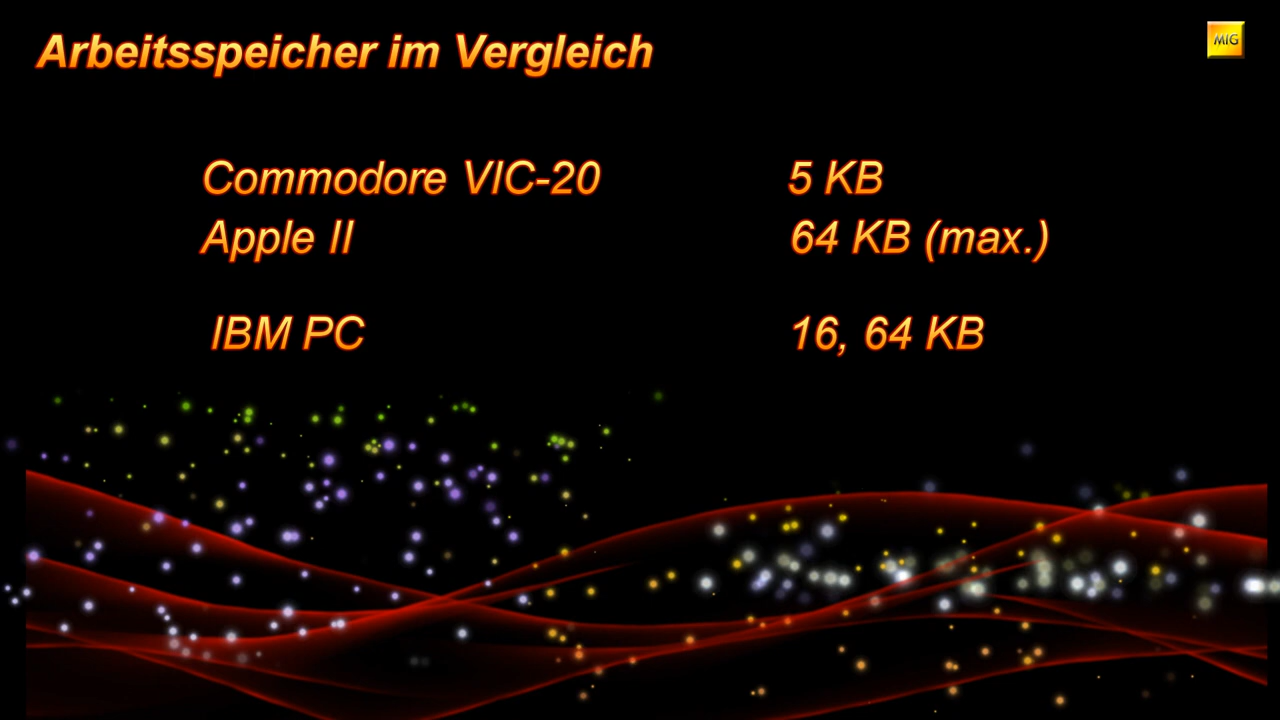 Arbeitsspeicher im Vergleich
MIG
Commodore VIC-20 5 KB
Apple II 64 KB (max.)
IBM PC 16, 64 KB